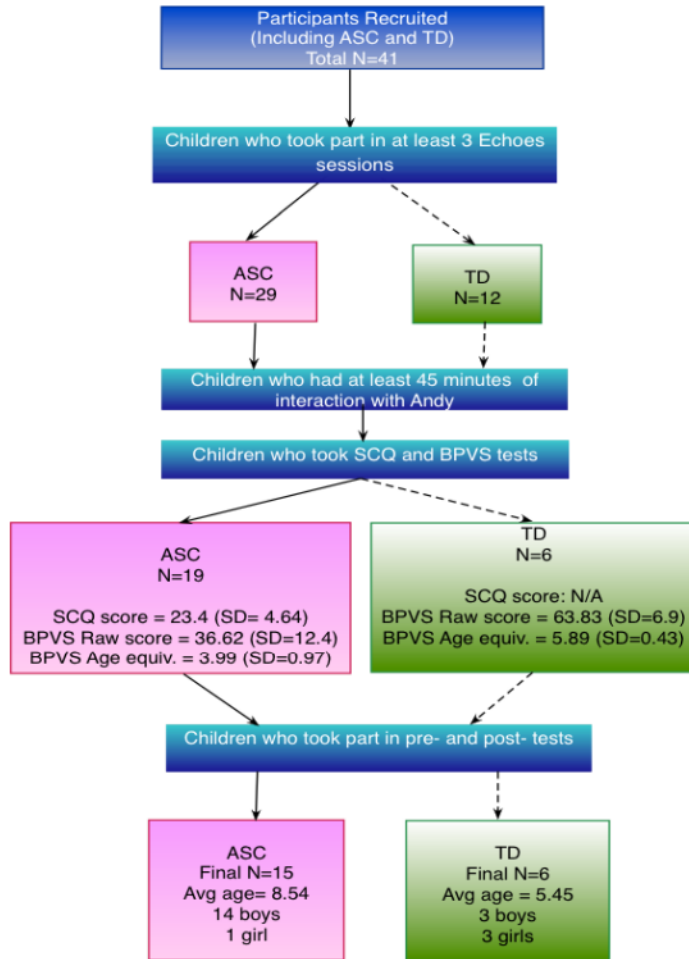 Participants Recruited
(Including ASC and TD)
Total N=41
Children who took part in at least 3 Echoes
sessions
ASC
N=29
TD
N=12
Children who had at least 45 minutes of
interaction with Andy
Children who took SCQ and BPVS tests
ASC
N=19
SCQ score = 23.4 (SD= 4.64)
BPVS Raw score = 36.62 (SD=12.4)
BPVS Age equiv. = 3.99 (SD=0.97)
TD
N=6
SCQ score: N/A
BPVS Raw score = 63.83 (SD=6.9)
BPVS Age equiv. = 5.89 (SD=0.43)
Children who took part in pre- and post- tests
ASC
Final N=15
Avg age= 8.54
14 boys
1 girl
TD
Final N=6
Avg age = 5.45
3 boys
3 girls